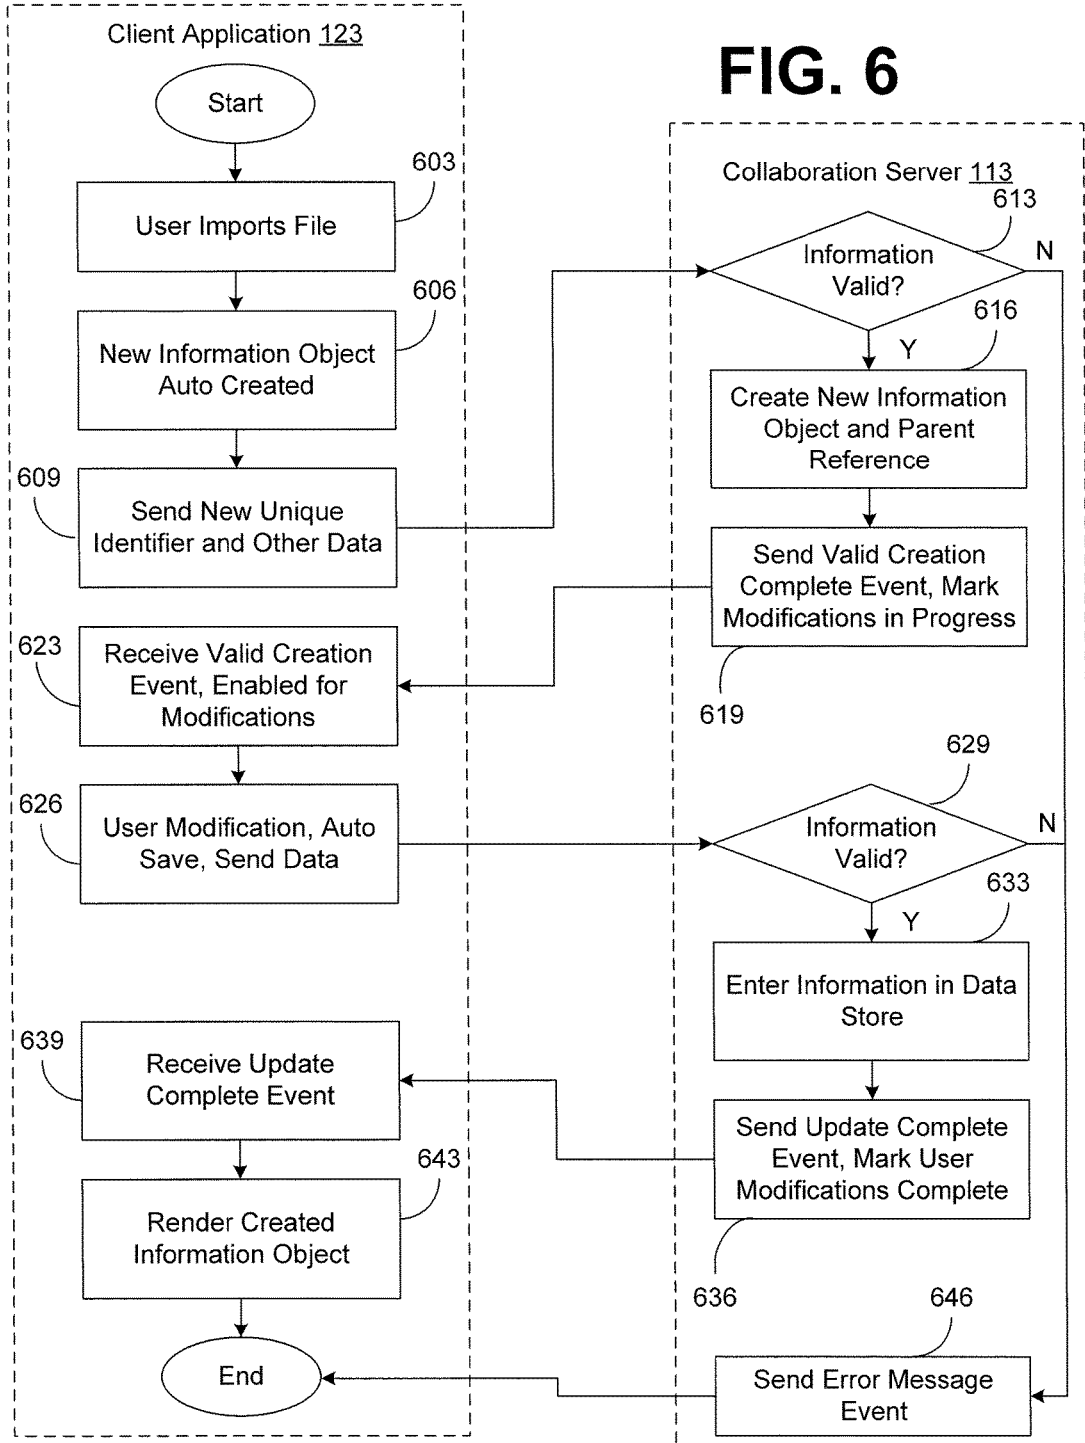 Client Application 123
FIG. 6
Start
603
User Imports File
606
New Information Object
Auto Created
609
Send New Unique
Identifier and Other Data
Collaboration Server 113
613
Information
Valid?
N
Y
616
Create New Information
Object and Parent
Reference
Send Valid Creation
Complete Event, Mark
Modifications in Progress
619
623
Receive Valid Creation
Event, Enabled for
Modifications
626
User Modification, Auto
Save, Send Data
629
Information
Valid?
N
Y
633
Enter Information in Data
Store
Send Update Complete
Event, Mark User
Modifications Complete
636
639
Receive Update
Complete Event
643
Render Created
Information Object
646
Send Error Message
Event
End